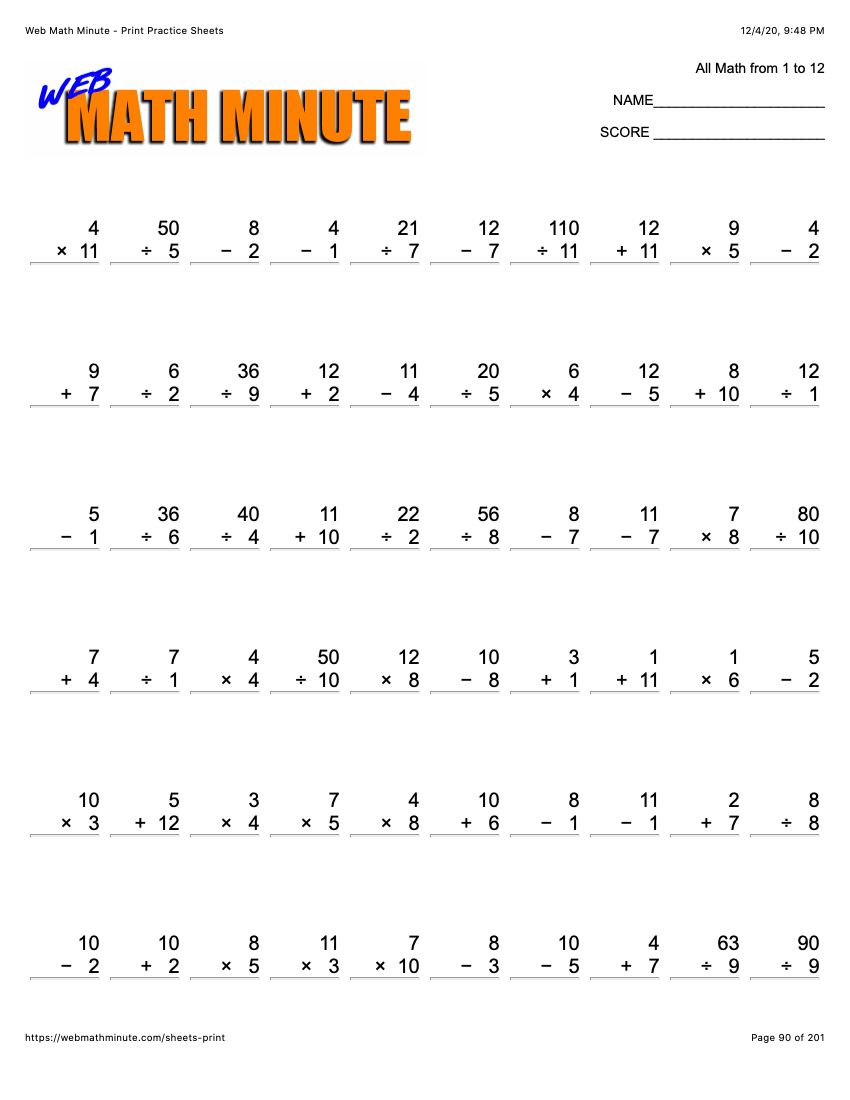 Web Math Minute - Print Practice Sheets 12/4/20, 9:48 PM
WEB
MATH MINUTE
All Math from 1 to 12
NAME______________________
SCORE ______________________
4 50 8 4 21 12 110 12 9 4
× 11 ÷ 5 − 2 − 1 ÷ 7 − 7 ÷ 11 + 11 × 5 − 2
9 6 36 12 11 20 6 12 8 12
+ 7 ÷ 2 ÷ 9 + 2 − 4 ÷ 5 × 4 − 5 + 10 ÷ 1
5 36 40 11 22 56 8 11 7 80
− 1 ÷ 6 ÷ 4 + 10 ÷ 2 ÷ 8 − 7 − 7 × 8 ÷ 10
7 7 4 50 12 10 3 1 1 5
+ 4 ÷ 1 × 4 ÷ 10 × 8 − 8 + 1 + 11 × 6 − 2
10 5 3 7 4 10 8 11 2 8
× 3 + 12 × 4 × 5 × 8 + 6 − 1 − 1 + 7 ÷ 8
10 10 8 11 7 8 10 4 63 90
− 2 + 2 × 5 × 3 × 10 − 3 − 5 + 7 ÷ 9 ÷ 9
https://webmathminute.com/sheets-print Page 90 of 201